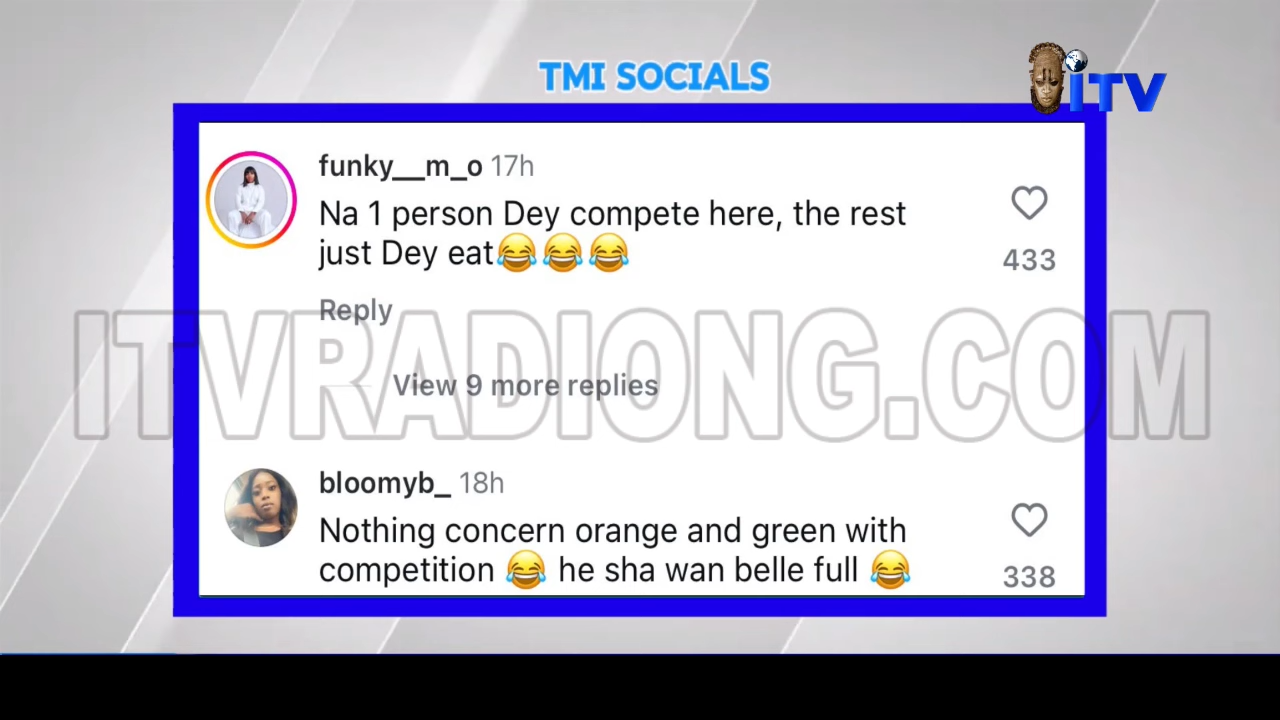 TMI SOCIALS
iTV
funky__m_o 17h
Na 1 person Dey compete here, the rest
just Dey eat😂😂😂
433
Reply
View 9 more replies
ITVRADIONG.COM
bloomyb_ 18h
Nothing concern orange and green with
competition 😂 he sha wan belle full 😂
338